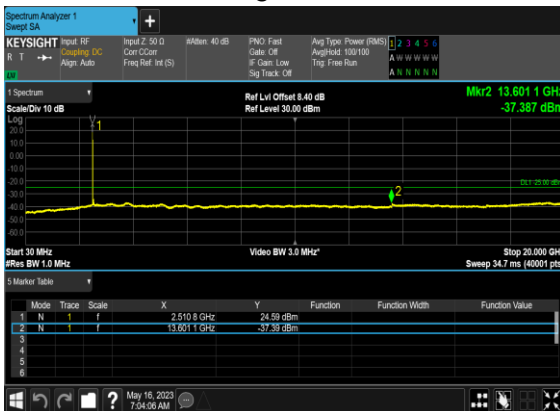 Spectrum Analyzer 1
Swept SA
+
KEYSIGHT Input: RF Input Z: 50 Ω #Atten: 40 dB PNO: Fast Avg Type: Power (RMS) 1 2 3 4 5 6
R T Coupling: DC Corr CCorr Gate: Off Avg|Hold: 100/100 A W W W W W
Align: Auto Freq Ref: Int (S) IF Gain: Low Trig: Free Run
LV Sig Track: Off A N N N N N
1 Spectrum Ref Lvl Offset 8.40 dB Mkr2 13.601 1 GHz
Scale/Div 10 dB Ref Level 30.00 dBm -37.387 dBm
Log
20.0
10.0
0.00
-10.0
-20.0
-30.0
-40.0
-50.0
-60.0
1
2
DL1 -25.00 dBm
Start 30 MHz Video BW 3.0 MHz* Stop 20.000 GHz
#Res BW 1.0 MHz Sweep 34.7 ms (40001 pts)
5 Marker Table
Mode Trace Scale X Y Function Function Width Function Value
1 N 1 f 2.510 8 GHz 24.59 dBm
2 N 1 f 13.601 1 GHz -37.39 dBm
3
4
5
6
? May 16, 2023
7:04:06 AM